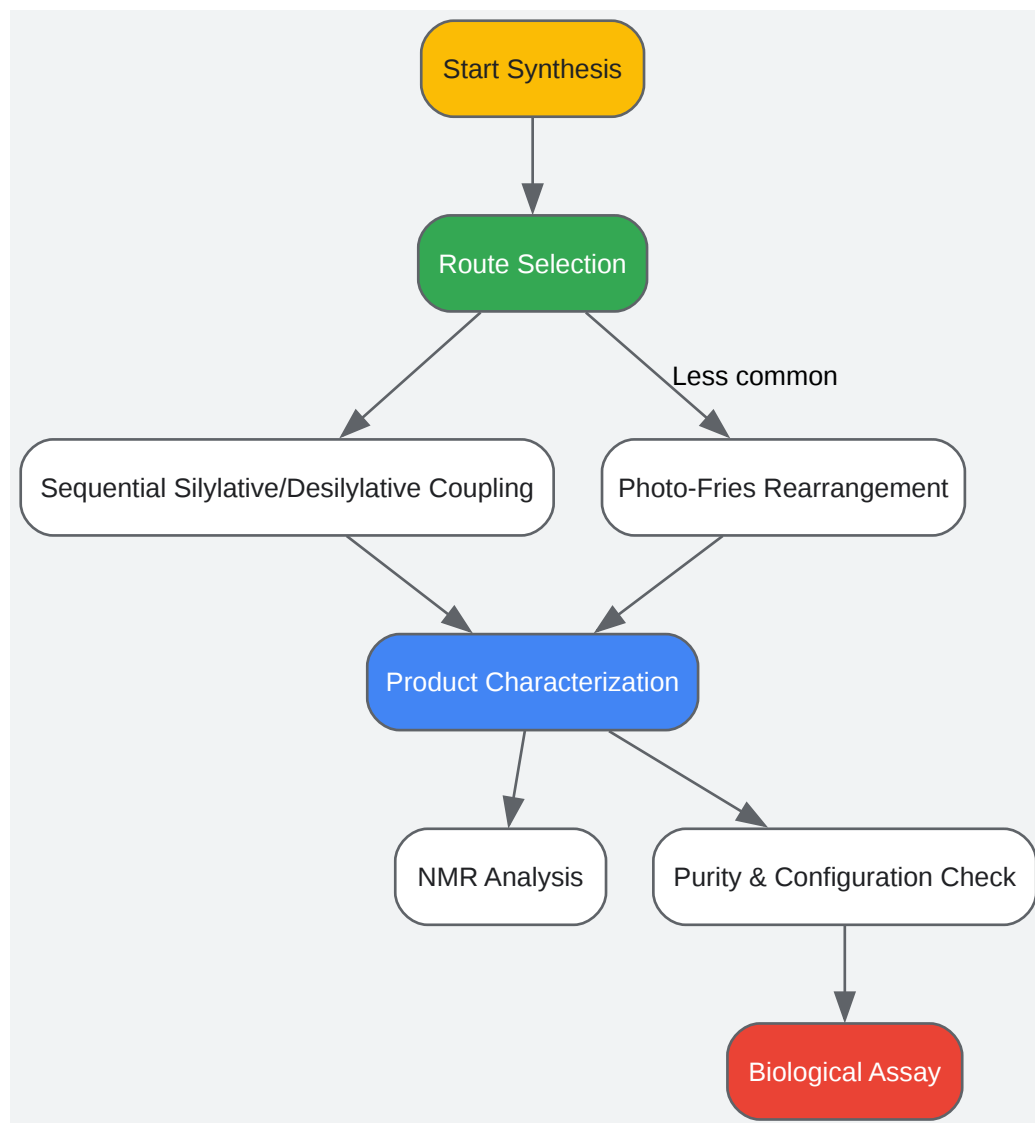 Start Synthesis
Route Selection
Less common
Sequential Silylative/Desilylative Coupling
Photo-Fries Rearrangement
Product Characterization
NMR Analysis
Purity & Configuration Check
Biological Assay